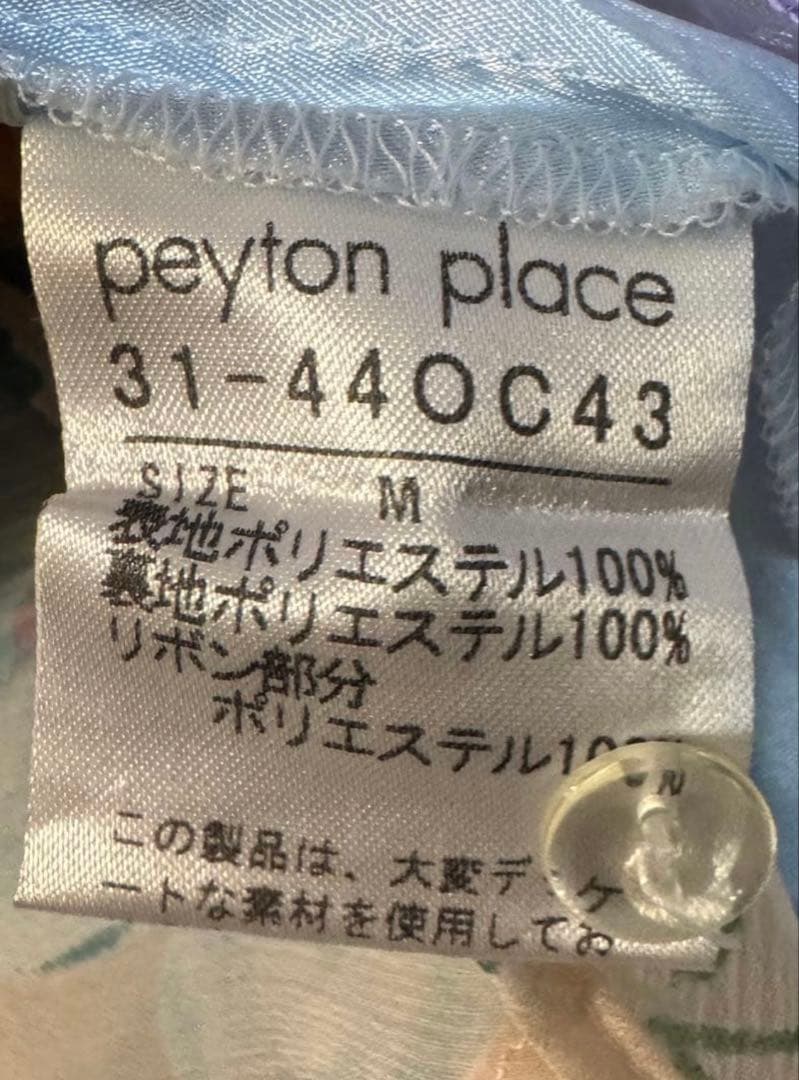 peyton place
31-44OC43
SIZE M
表地ポリエステル100%
裏地ポリエステル100%
リボン部分
ポリエステル100%
この製品は、大変デリケ
ートな素材を使用してお